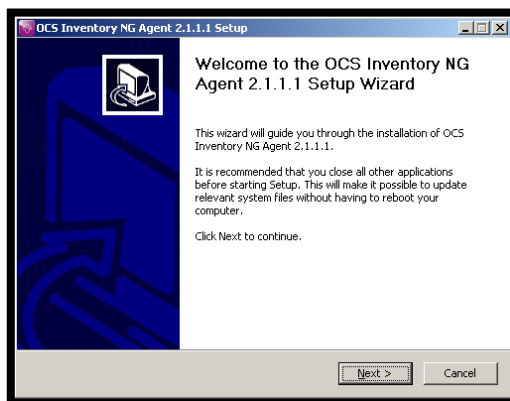 OCS Inventory NG Agent 2.1.1.1 Setup
Welcome to the OCS Inventory NG
Agent 2.1.1.1 Setup Wizard
This wizard will guide you through the installation of OCS
Inventory NG Agent 2.1.1.1.
It is recommended that you close all other applications
before starting Setup. This will make it possible to update
relevant system files without having to reboot your
computer.
Click Next to continue.
Next >
Cancel